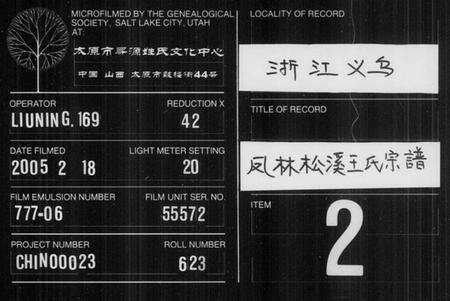 MICROFILMED BY THE GENEALOGICAL
SOCIETY, SALT LAKE CITY, UTAH
AT
太原市寻源姓氏文化中心
中国 山西 太原市鼓楼街44号
OPERATOR
LIUNING.169
REDUCTION X
42
DATE FILMED
2005 2 18
LIGHT METER SETTING
20
FILM EMULSION NUMBER
777-06
FILM UNIT SER. NO.
55572
PROJECT NUMBER
CHIN00023
ROLL NUMBER
623
LOCALITY OF RECORD
浙江义乌
TITLE OF RECORD
凤林松溪王氏宗譜
ITEM
2